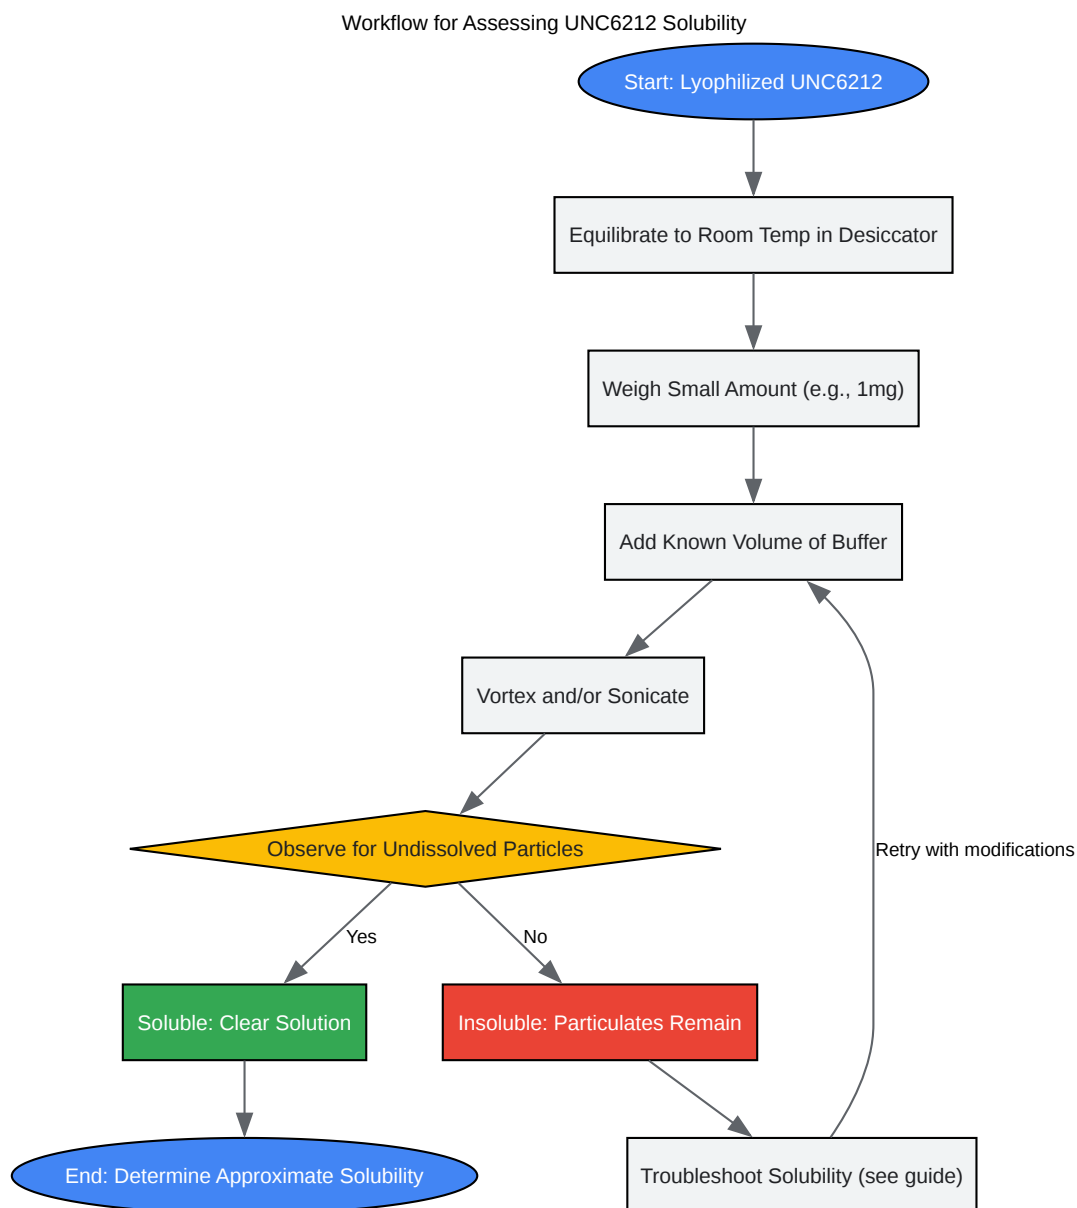 Workflow for Assessing UNC6212 Solubility
Start: Lyophilized UNC6212
Equilibrate to Room Temp in Desiccator
Weigh Small Amount (e.g., 1mg)
Add Known Volume of Buffer
Vortex and/or Sonicate
Observe for Undissolved Particles
Retry with modifications
Yes
No
Soluble: Clear Solution
Insoluble: Particulates Remain
End: Determine Approximate Solubility
Troubleshoot Solubility (see guide)